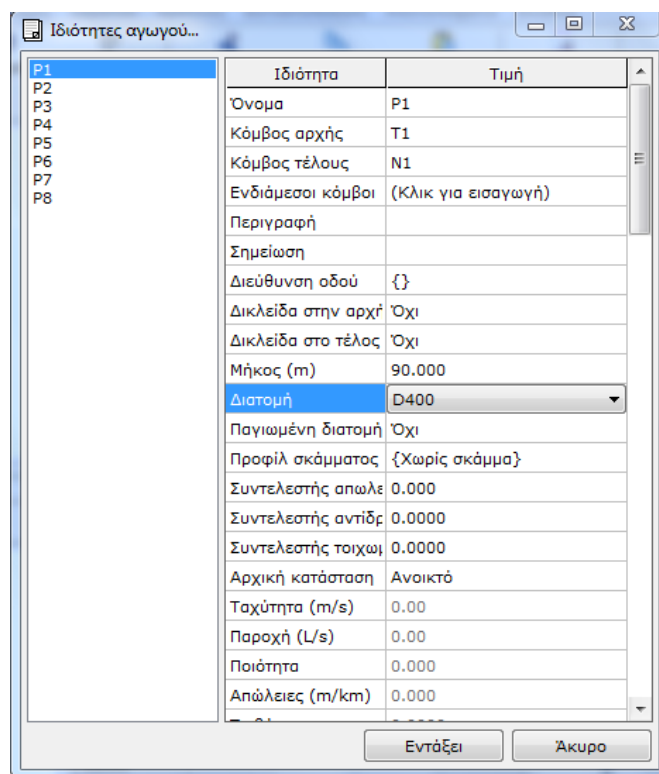 Ιδιότητες αγωγού...
P1
P2
P3
P4
P5
P6
P7
P8
Ιδιότητα Τιμή
Όνομα P1
Κόμβος αρχής T1
Κόμβος τέλους N1
Ενδιάμεσοι κόμβοι (Κλικ για εισαγωγή)
Περιγραφή
Σημείωση
Διεύθυνση οδού {}
Δικλείδα στην αρχή Όχι
Δικλείδα στο τέλος Όχι
Μήκος (m) 90.000
Διατομή D400
Παγιωμένη διατομή Όχι
Προφίλ σκάμματος {Χωρίς σκάμμα}
Συντελεστής απωλε 0.000
Συντελεστής αντίδρ 0.0000
Συντελεστής τοιχωμ 0.0000
Αρχική κατάσταση Ανοικτό
Ταχύτητα (m/s) 0.00
Παροχή (L/s) 0.00
Ποιότητα 0.000
Απώλειες (m/km) 0.000
Εντάξει Άκυρο